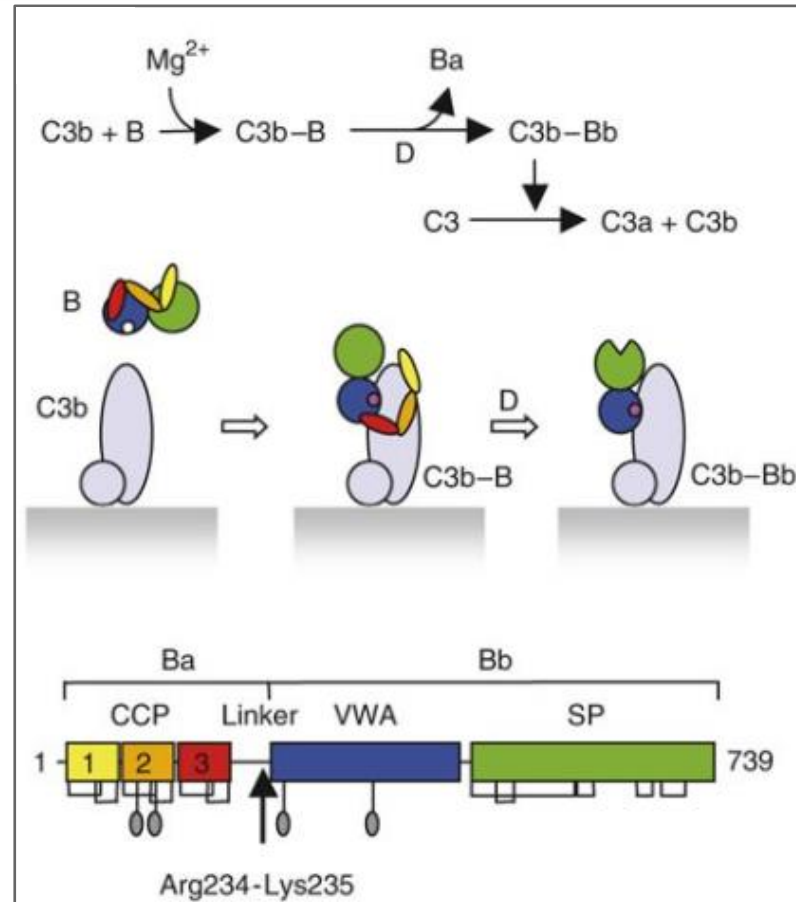 Mg2+ Ba
C3b + B C3b–B D C3b–Bb
C3 C3a + C3b
B
C3b
D
C3b–B C3b–Bb
Ba Bb
CCP Linker VWA SP
1 1 2 3 739
Arg234-Lys235